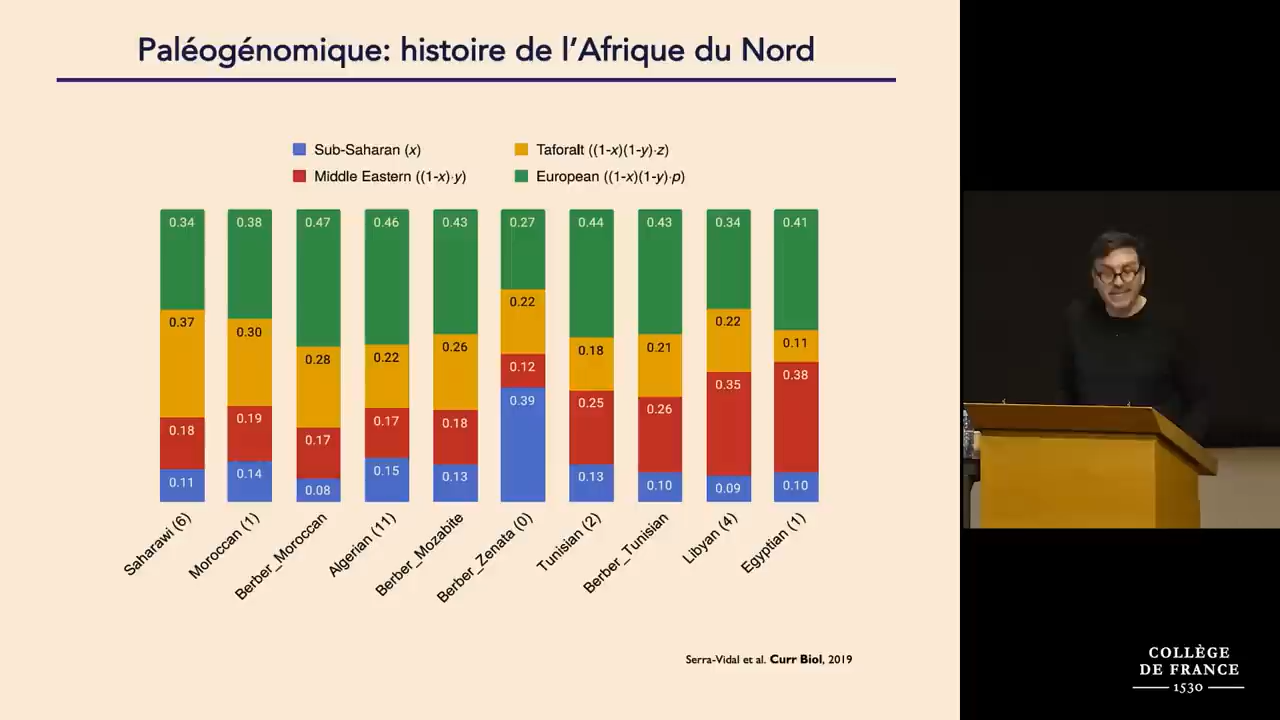 Paléogénomique: histoire de l'Afrique du Nord
Sub-Saharan (x)
Taforalt ((1-x)(1-y)·z)
Middle Eastern ((1-x)·y)
European ((1-x)(1-y)·p)
0.34 0.38 0.47 0.46 0.43 0.27 0.44 0.43 0.34 0.41
0.37 0.30 0.28 0.22 0.26 0.22 0.18 0.21 0.22 0.11
0.18 0.19 0.17 0.17 0.18 0.12 0.25 0.26 0.35 0.38
0.11 0.14 0.08 0.15 0.13 0.39 0.13 0.10 0.09 0.10
Saharawi (6)
Moroccan (1)
Berber_Moroccan
Algerian (11)
Berber_Mozabite
Berber_Zenata (0)
Tunisian (2)
Berber_Tunisian
Libyan (4)
Egyptian (1)
Serra-Vidal et al. Curr Biol, 2019
COLLÈGE
DE FRANCE
1530